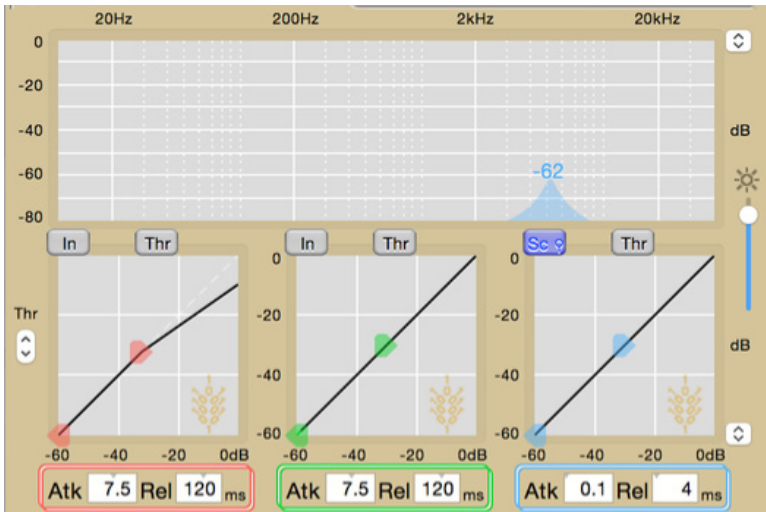 20Hz 200Hz 2kHz 20kHz
0
-20
-40 dB
-60 -62
-80
In Thr In Thr Sc Thr
0 0
Thr -20 -20 dB
-40 -40
-60 -60
-60 -40 -20 0dB -60 -40 -20 0dB -60 -40 -20 0dB
Atk 7.5 Rel 120 ms Atk 7.5 Rel 120 ms Atk 0.1 Rel 4 ms